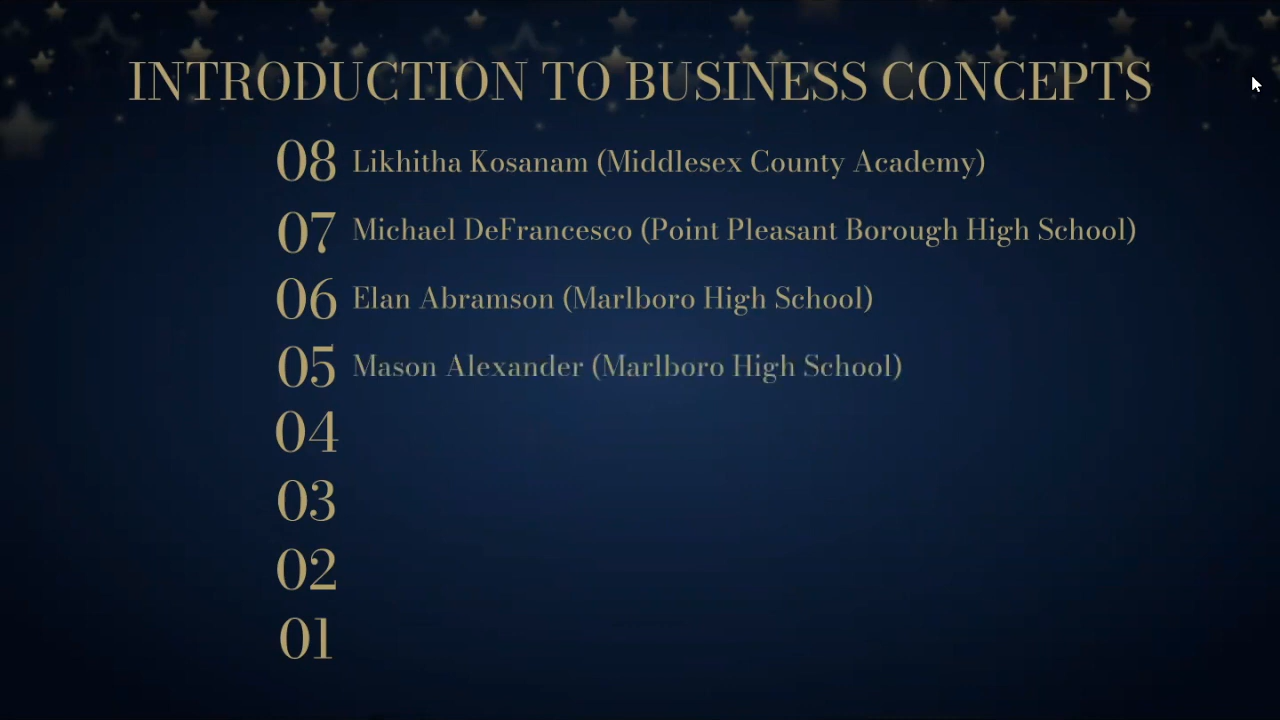 INTRODUCTION TO BUSINESS CONCEPTS
08 Likhitha Kosanam (Middlesex County Academy)
07 Michael DeFrancesco (Point Pleasant Borough High School)
06 Elan Abramson (Marlboro High School)
05 Mason Alexander (Marlboro High School)
04
03
02
01